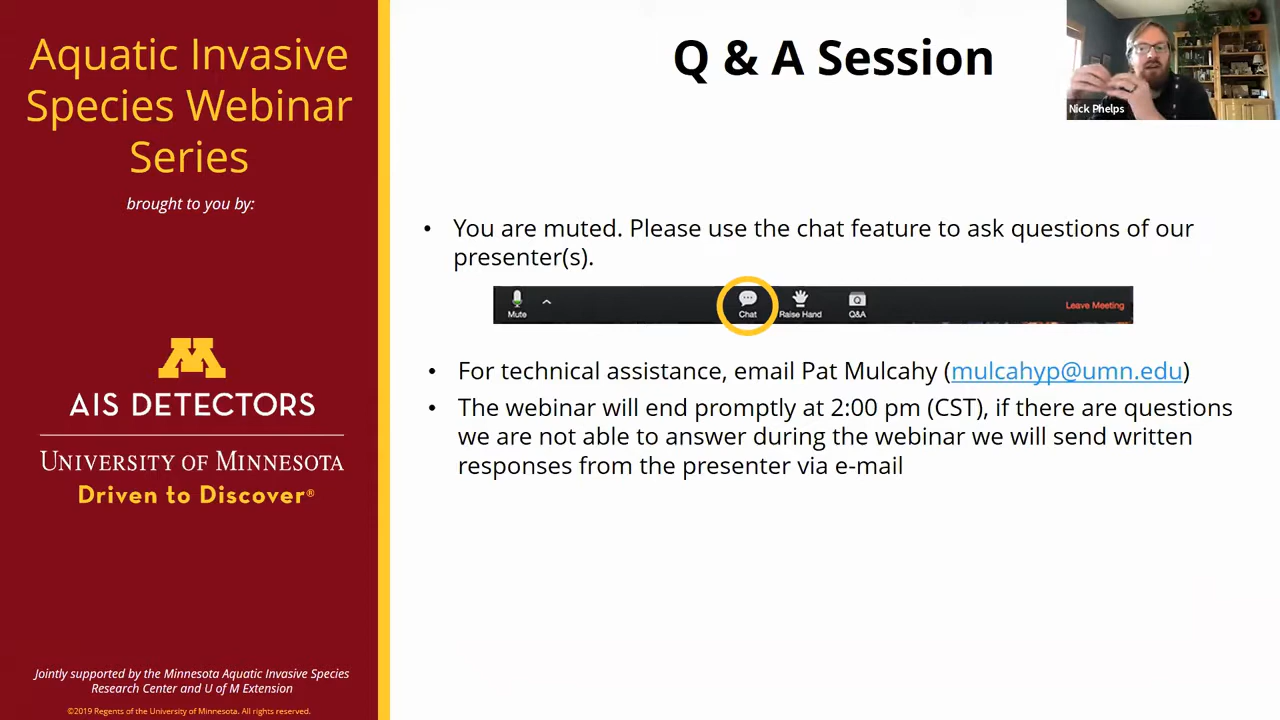 Aquatic Invasive
Species Webinar
Series
brought to you by:
AIS DETECTORS
UNIVERSITY OF MINNESOTA
Driven to Discover®
Jointly supported by the Minnesota Aquatic Invasive Species
Research Center and U of M Extension
©2019 Regents of the University of Minnesota. All rights reserved.
Q & A Session
Nick Phelps
• You are muted. Please use the chat feature to ask questions of our
presenter(s).
Mute Chat Raise Hand Q&A Leave Meeting
• For technical assistance, email Pat Mulcahy (mulcahyp@umn.edu)
• The webinar will end promptly at 2:00 pm (CST), if there are questions
we are not able to answer during the webinar we will send written
responses from the presenter via e-mail